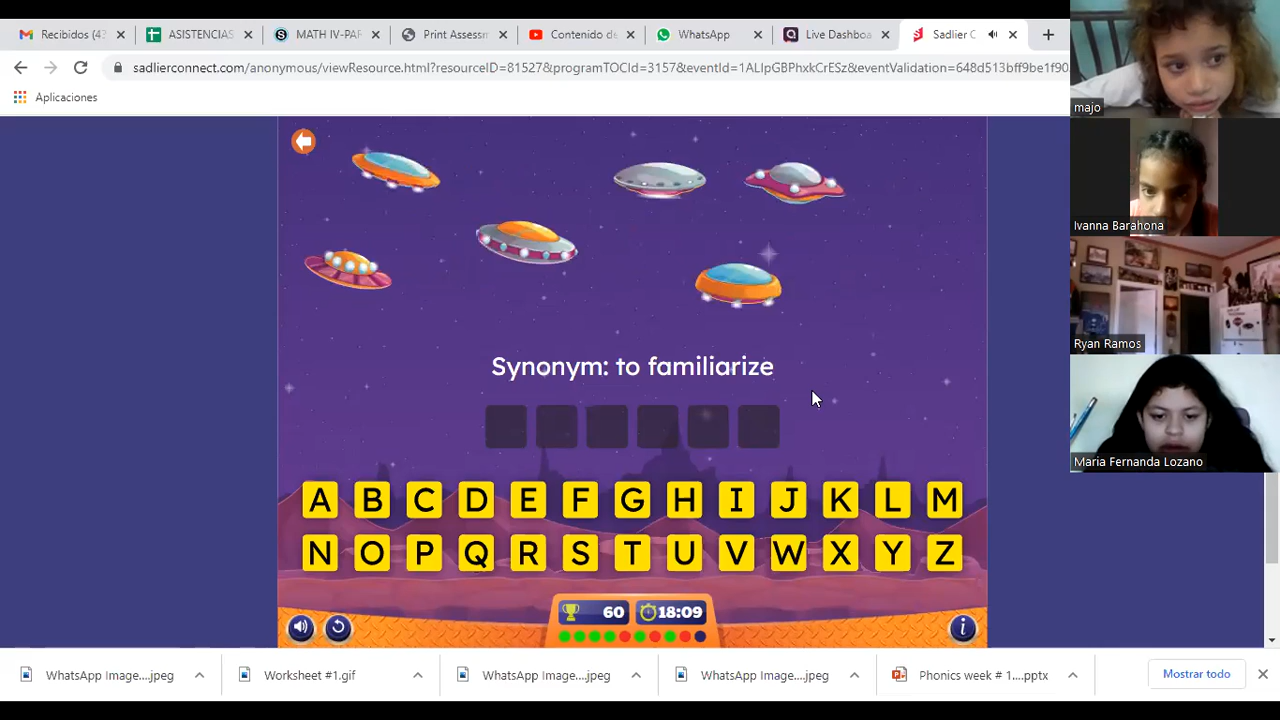 Recibidos (43
ASISTENCIAS
MATH IV-PAR
Print Assessm
Contenido de
WhatsApp
Live Dashboa
Sadlier C
sadlierconnect.com/anonymous/viewResource.html?resourceID=81527&programTOCId=3157&eventId=1ALIpGBPhxkCrESz&eventValidation=648d513bff9be1f90
Aplicaciones
majo
Ivanna Barahona
Ryan Ramos
María Fernanda Lozano
Synonym: to familiarize
A B C D E F G H I J K L M
N O P Q R S T U V W X Y Z
60 18:09
i
WhatsApp Image....jpeg
Worksheet #1.gif
WhatsApp Image....jpeg
WhatsApp Image....jpeg
Phonics week # 1....pptx
Mostrar todo